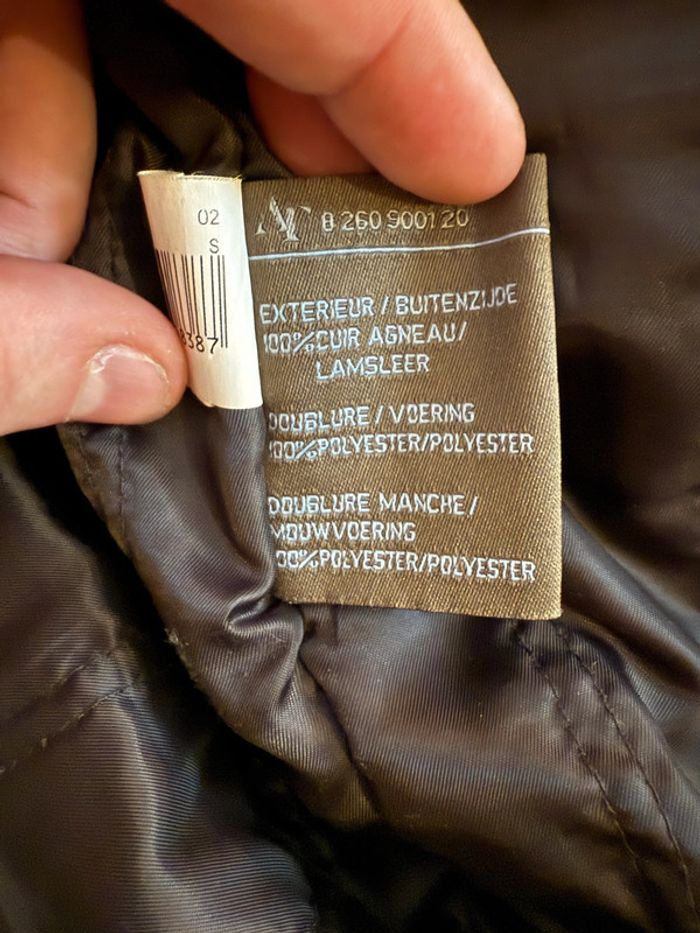 02
S
8387
8 260 900120
EXTERIEUR / BUITENZIJDE
100%CUIR AGNEAU/
LAMSLEER
DOUBLURE / VOERING
100%POLYESTER/POLYESTER
DOUBLURE MANCHE /
MOUWVOERING
100%POLYESTER/POLYESTER